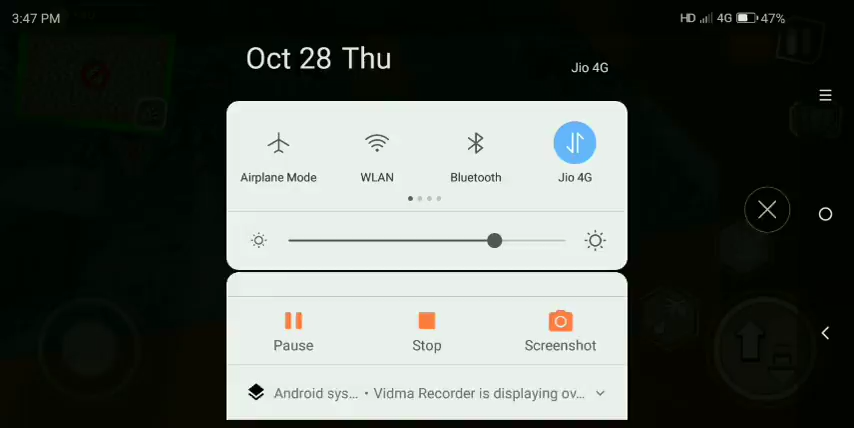 3:47 PM
HD 4G 47%
Oct 28 Thu
Jio 4G
Airplane Mode
WLAN
Bluetooth
Jio 4G
Pause
Stop
Screenshot
Android sys... • Vidma Recorder is displaying ov...